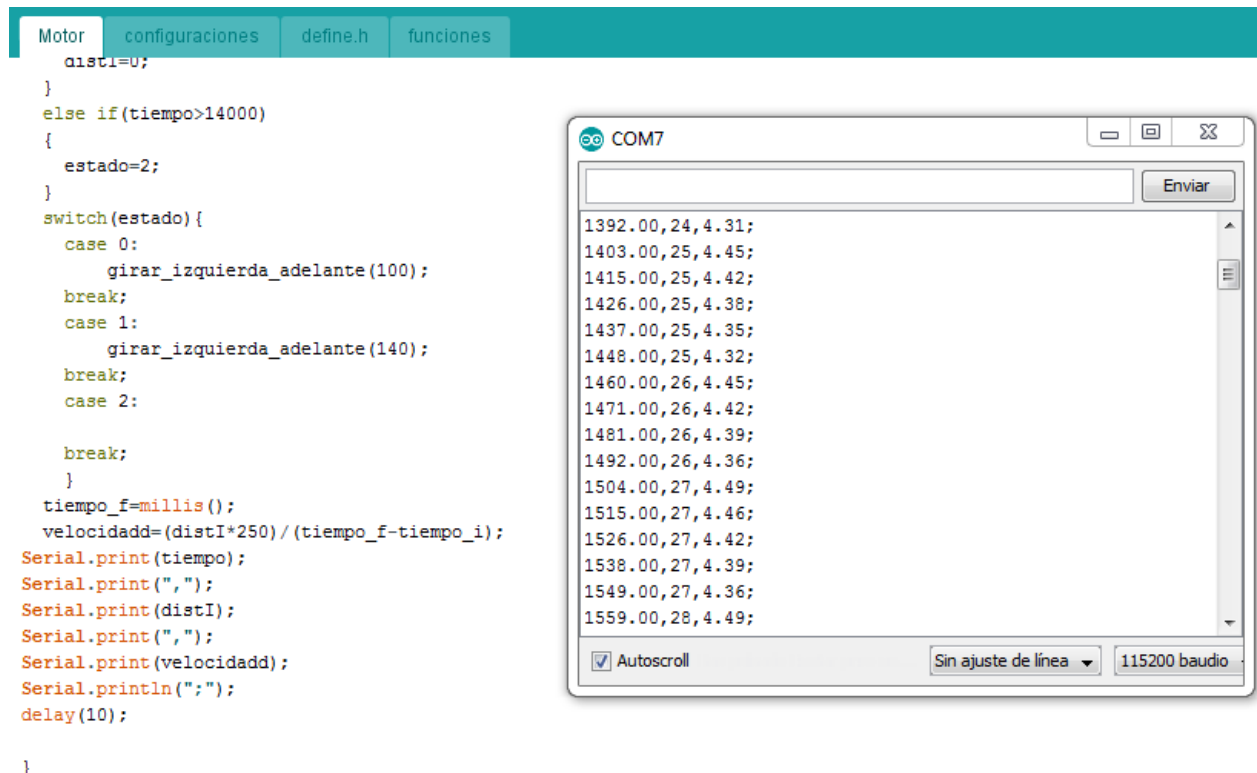 Motor configuraciones define.h funciones
distI=0;
}
else if(tiempo>14000)
{
estado=2;
}
switch(estado){
case 0:
girar_izquierda_adelante(100);
break;
case 1:
girar_izquierda_adelante(140);
break;
case 2:
break;
}
tiempo_f=millis();
velocidadd=(distI*250)/(tiempo_f-tiempo_i);
Serial.print(tiempo);
Serial.print(",");
Serial.print(distI);
Serial.print(",");
Serial.print(velocidadd);
Serial.println(";");
delay(10);
}
COM7
Enviar
1392.00,24,4.31;
1403.00,25,4.45;
1415.00,25,4.42;
1426.00,25,4.38;
1437.00,25,4.35;
1448.00,25,4.32;
1460.00,26,4.45;
1471.00,26,4.42;
1481.00,26,4.39;
1492.00,26,4.36;
1504.00,27,4.49;
1515.00,27,4.46;
1526.00,27,4.42;
1538.00,27,4.39;
1549.00,27,4.36;
1559.00,28,4.49;
Autoscroll Sin ajuste de línea 115200 baudio